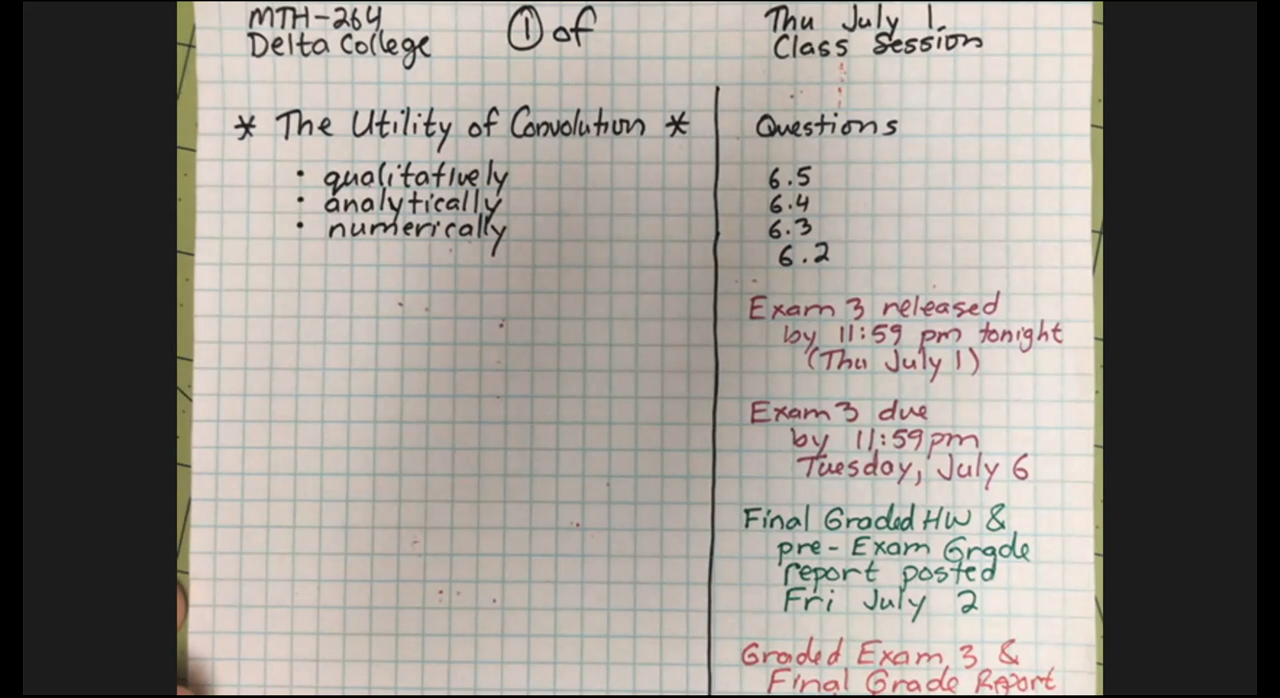 MTH-264
Delta College
① of
Thu July 1.
Class Session
* The Utility of Convolution *
• qualitatively
• analytically
• numerically
Questions
6.5
6.4
6.3
6.2
Exam 3 released
by 11:59 pm tonight
(Thu July 1)
Exam 3 due
by 11:59pm
Tuesday, July 6
Final Graded HW &
pre-Exam Grade
report posted
Fri July 2
Graded Exam 3 &
Final Grade Report